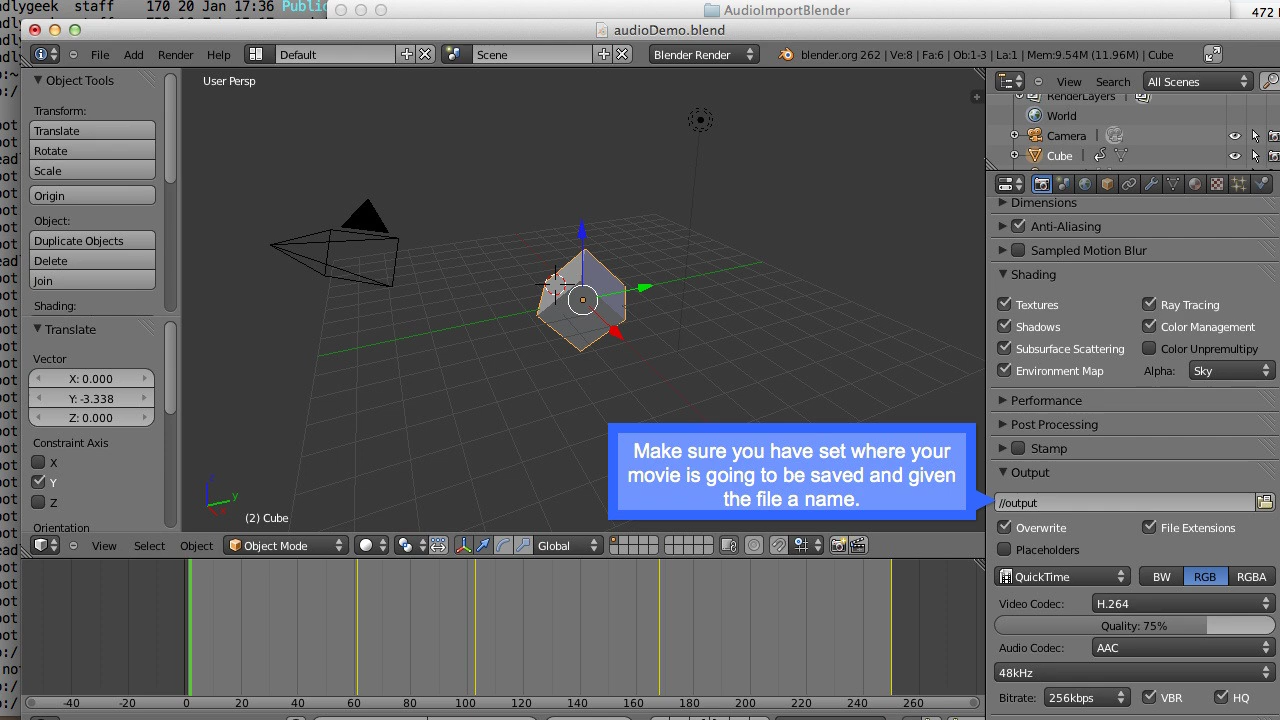 staff 170 20 Jan 17:36
AudioImportBlender
472
audioDemo.blend
File Add Render Help
Default
Scene
Blender Render
blender.org 262 | Ve:8 | Fa:6 | Ob:1-3 | La:1 | Mem:9.54M (11.96M) | Cube
Object Tools
Transform:
Translate
Rotate
Scale
Origin
Object:
Duplicate Objects
Delete
Join
Shading:
Translate
Vector
X: 0.000
Y: -3.338
Z: 0.000
Constraint Axis
X
Y
Z
Orientation
User Persp
z
y
(2) Cube
View Select Object
Object Mode
Global
-40 -20 0 20 40 60 80 100 120 140 160 180 200 220 240 260
View Search
All Scenes
RenderLayers |
World
Camera |
Cube |
Dimensions
Anti-Aliasing
Sampled Motion Blur
Shading
Textures
Ray Tracing
Shadows
Color Management
Subsurface Scattering
Color Unpremultipy
Environment Map
Alpha: Sky
Performance
Post Processing
Stamp
Output
Make sure you have set where your
movie is going to be saved and given
the file a name.
//output
Overwrite
File Extensions
Placeholders
QuickTime
BW RGB RGBA
Video Codec: H.264
Quality: 75%
Audio Codec: AAC
48kHz
Bitrate: 256kbps
VBR
HQ